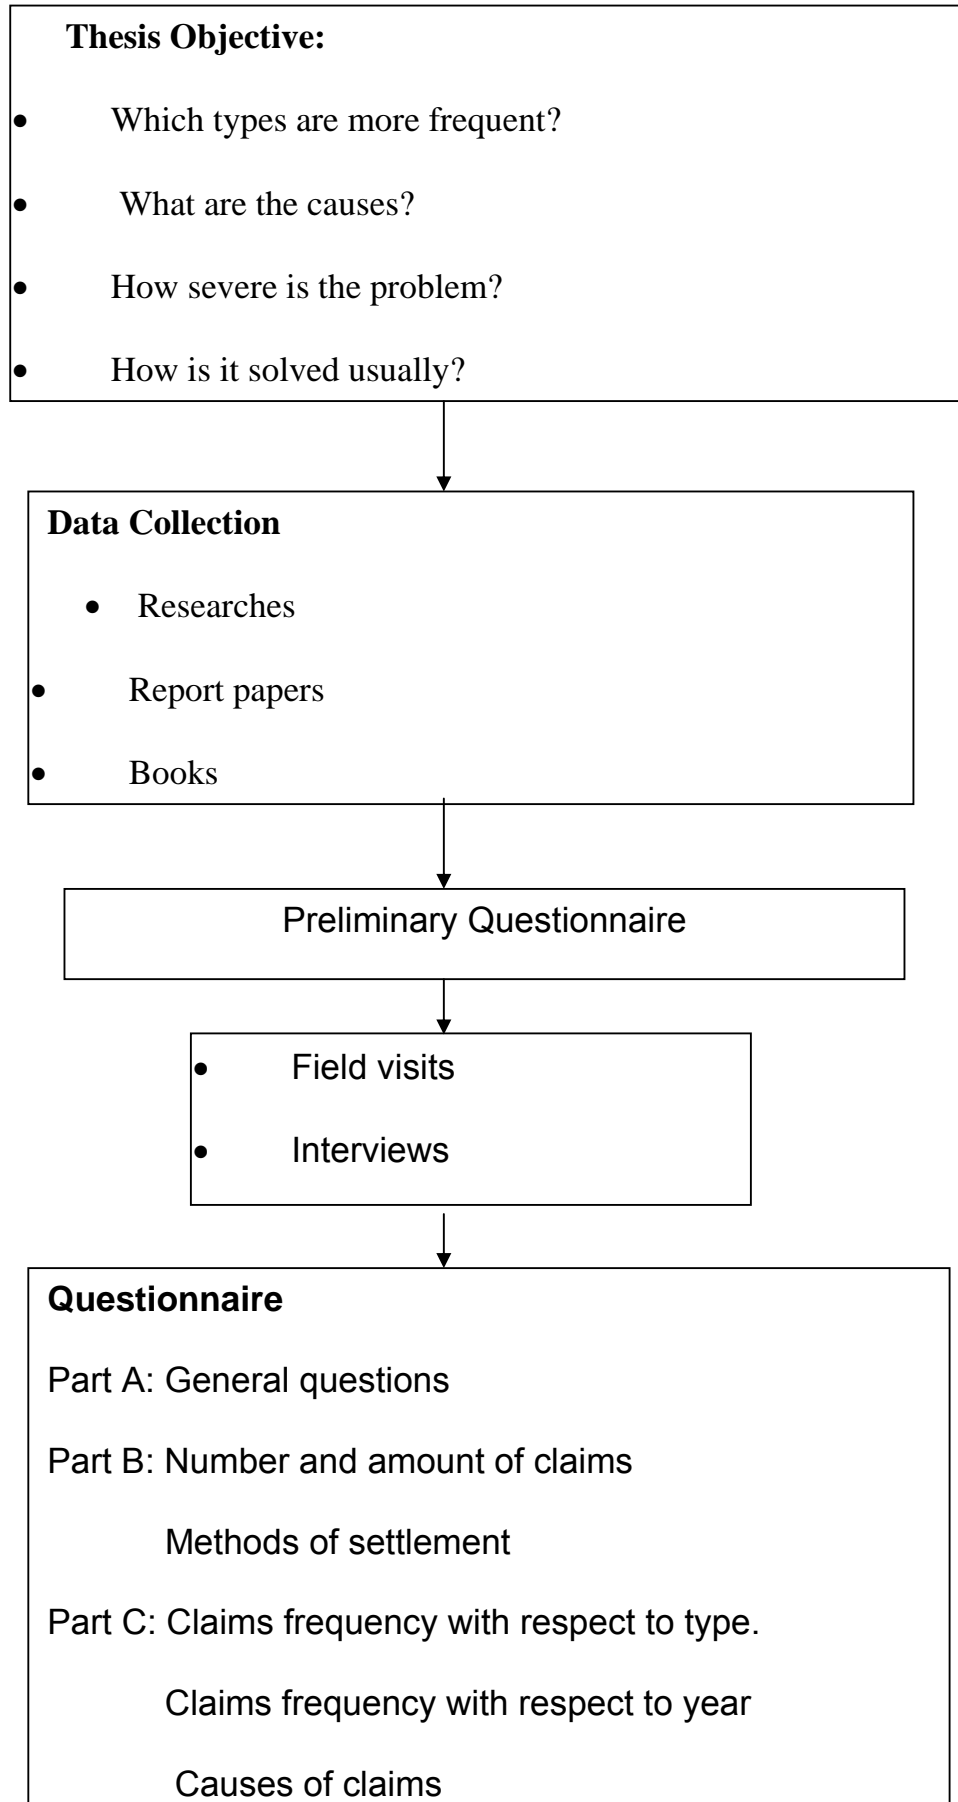 Thesis Objective:
• Which types are more frequent?
• What are the causes?
• How severe is the problem?
• How is it solved usually?
Data Collection
• Researches
• Report papers
• Books
Preliminary Questionnaire
• Field visits
• Interviews
Questionnaire
Part A: General questions
Part B: Number and amount of claims
Methods of settlement
Part C: Claims frequency with respect to type.
Claims frequency with respect to year
Causes of claims